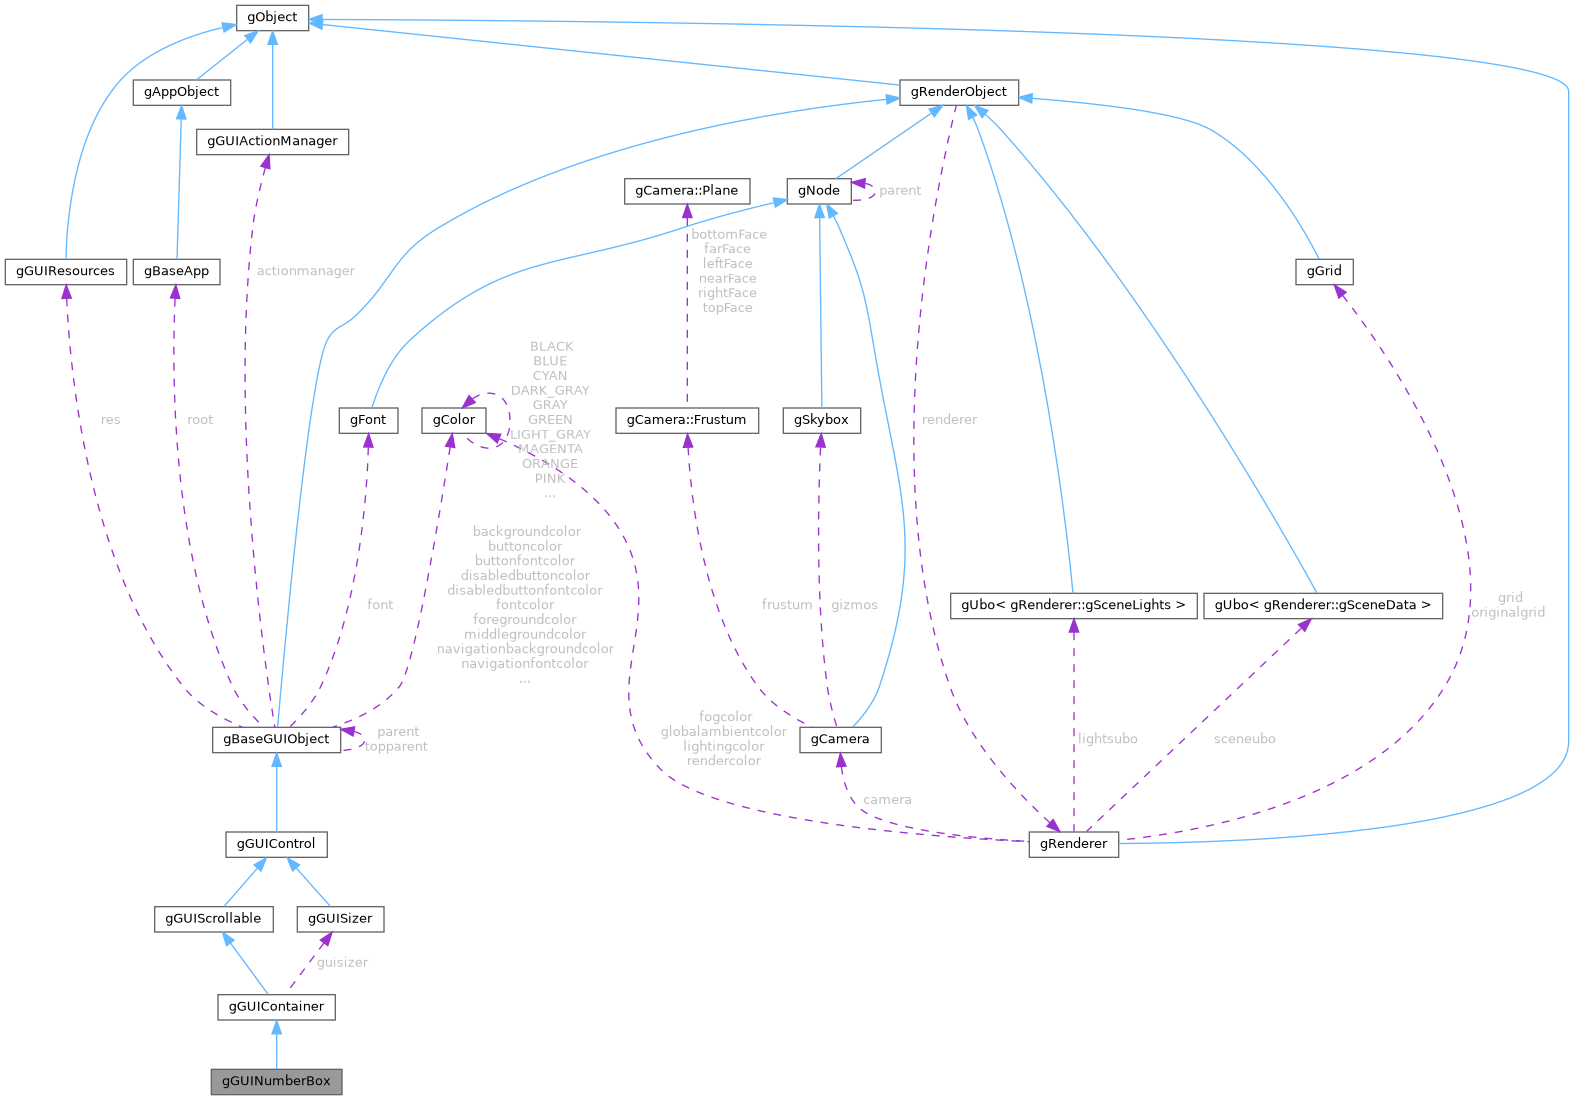 gObject
gAppObject
gRenderObject
gGUIActionManager
gCamera::Plane
gNode
parent
bottomFace
farFace
leftFace
nearFace
rightFace
topFace
gGUIResources
gBaseApp
actionmanager
gGrid
BLACK
BLUE
CYAN
DARK_GRAY
GRAY
GREEN
LIGHT_GRAY
MAGENTA
ORANGE
PINK
...
res
root
gFont
gColor
gCamera::Frustum
gSkybox
renderer
backgroundcolor
buttoncolor
buttonfontcolor
disabledbuttoncolor
disabledbuttonfontcolor
fontcolor
foregroundcolor
middlegroundcolor
navigationbackgroundcolor
navigationfontcolor
...
font
frustum
gizmos
gUbo< gRenderer::gSceneLights >
gUbo< gRenderer::gSceneData >
grid
originalgrid
gBaseGUIObject
parent
topparent
fogcolor
globalambientcolor
lightingcolor
rendercolor
gCamera
lightsubo
sceneubo
camera
gGUIControl
gRenderer
gGUIScrollable
gGUISizer
guisizer
gGUIContainer
gGUINumberBox